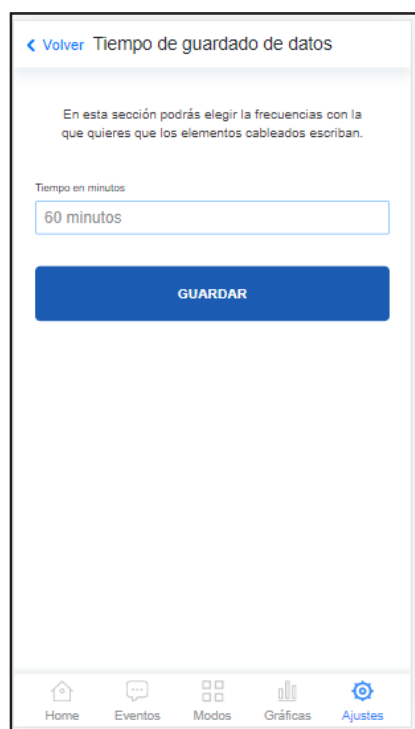 Volver Tiempo de guardado de datos
En esta sección podrás elegir la frecuencias con la
que quieres que los elementos cableados escriban.
Tiempo en minutos
60 minutos
GUARDAR
Home Eventos Modos Gráficas Ajustes